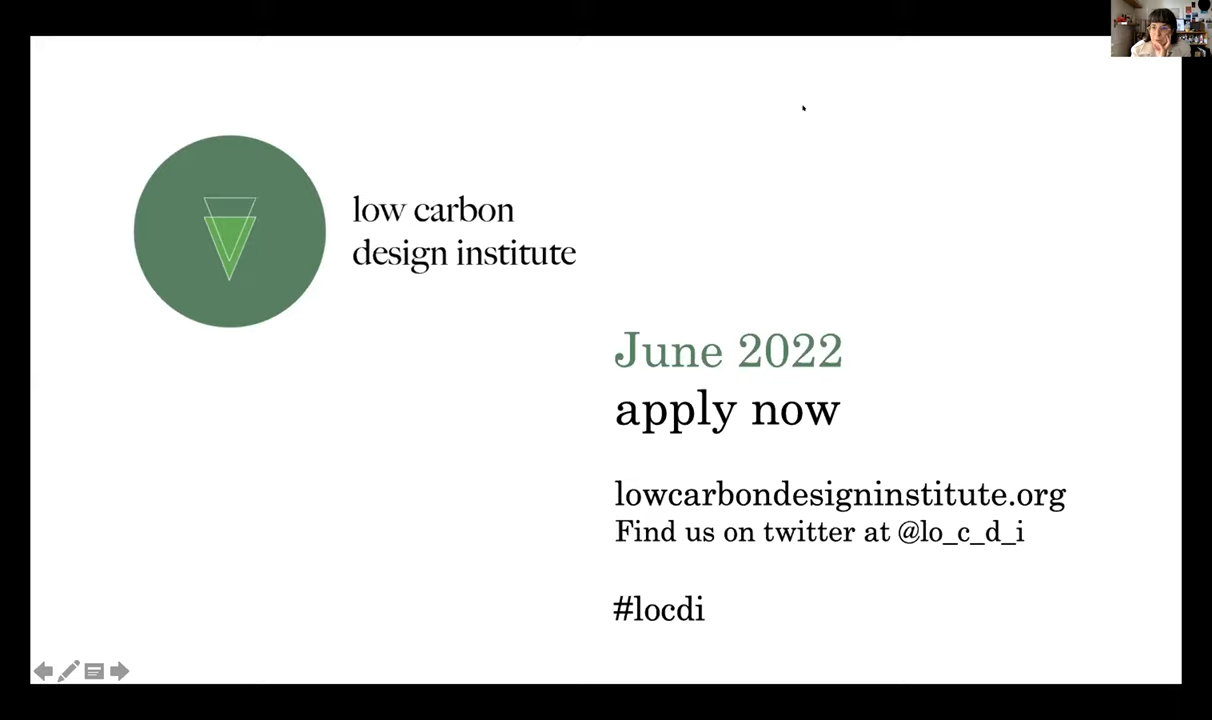 low carbon
design institute
June 2022
apply now
lowcarbondesigninstitute.org
Find us on twitter at @lo_c_d_i
#locdi